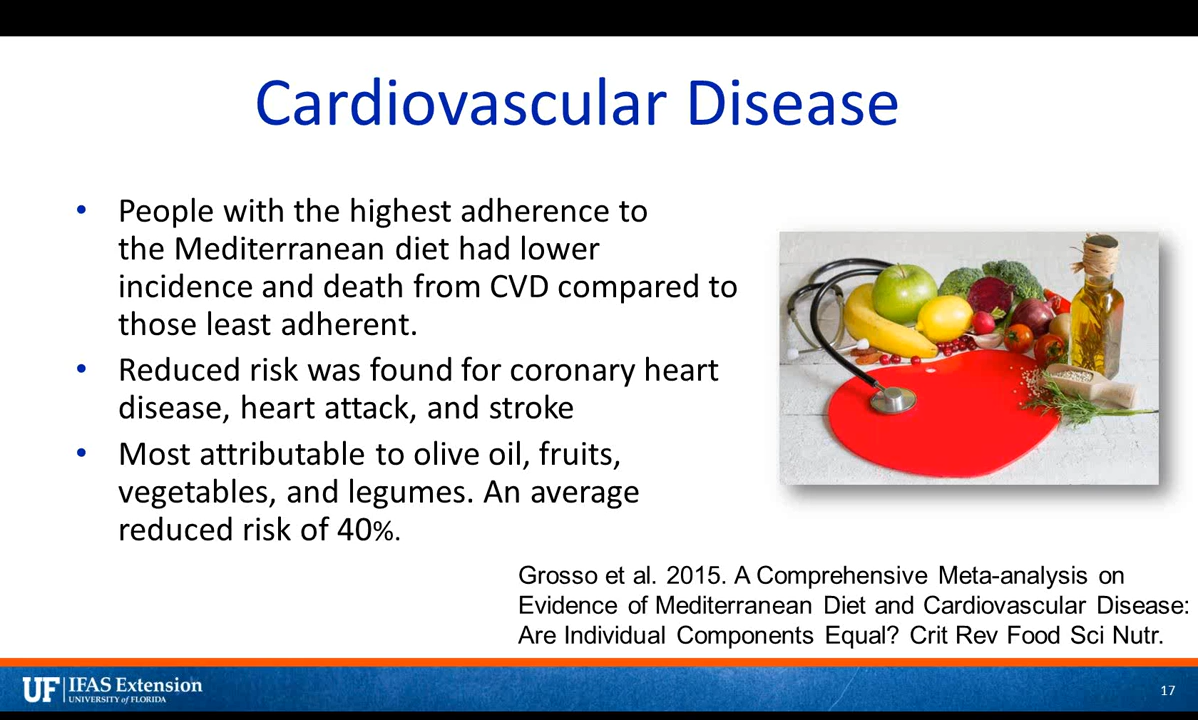 Cardiovascular Disease
• People with the highest adherence to
the Mediterranean diet had lower
incidence and death from CVD compared to
those least adherent.
• Reduced risk was found for coronary heart
disease, heart attack, and stroke
• Most attributable to olive oil, fruits,
vegetables, and legumes. An average
reduced risk of 40%.
Grosso et al. 2015. A Comprehensive Meta-analysis on
Evidence of Mediterranean Diet and Cardiovascular Disease:
Are Individual Components Equal? Crit Rev Food Sci Nutr.
UF IFAS Extension
UNIVERSITY of FLORIDA
17